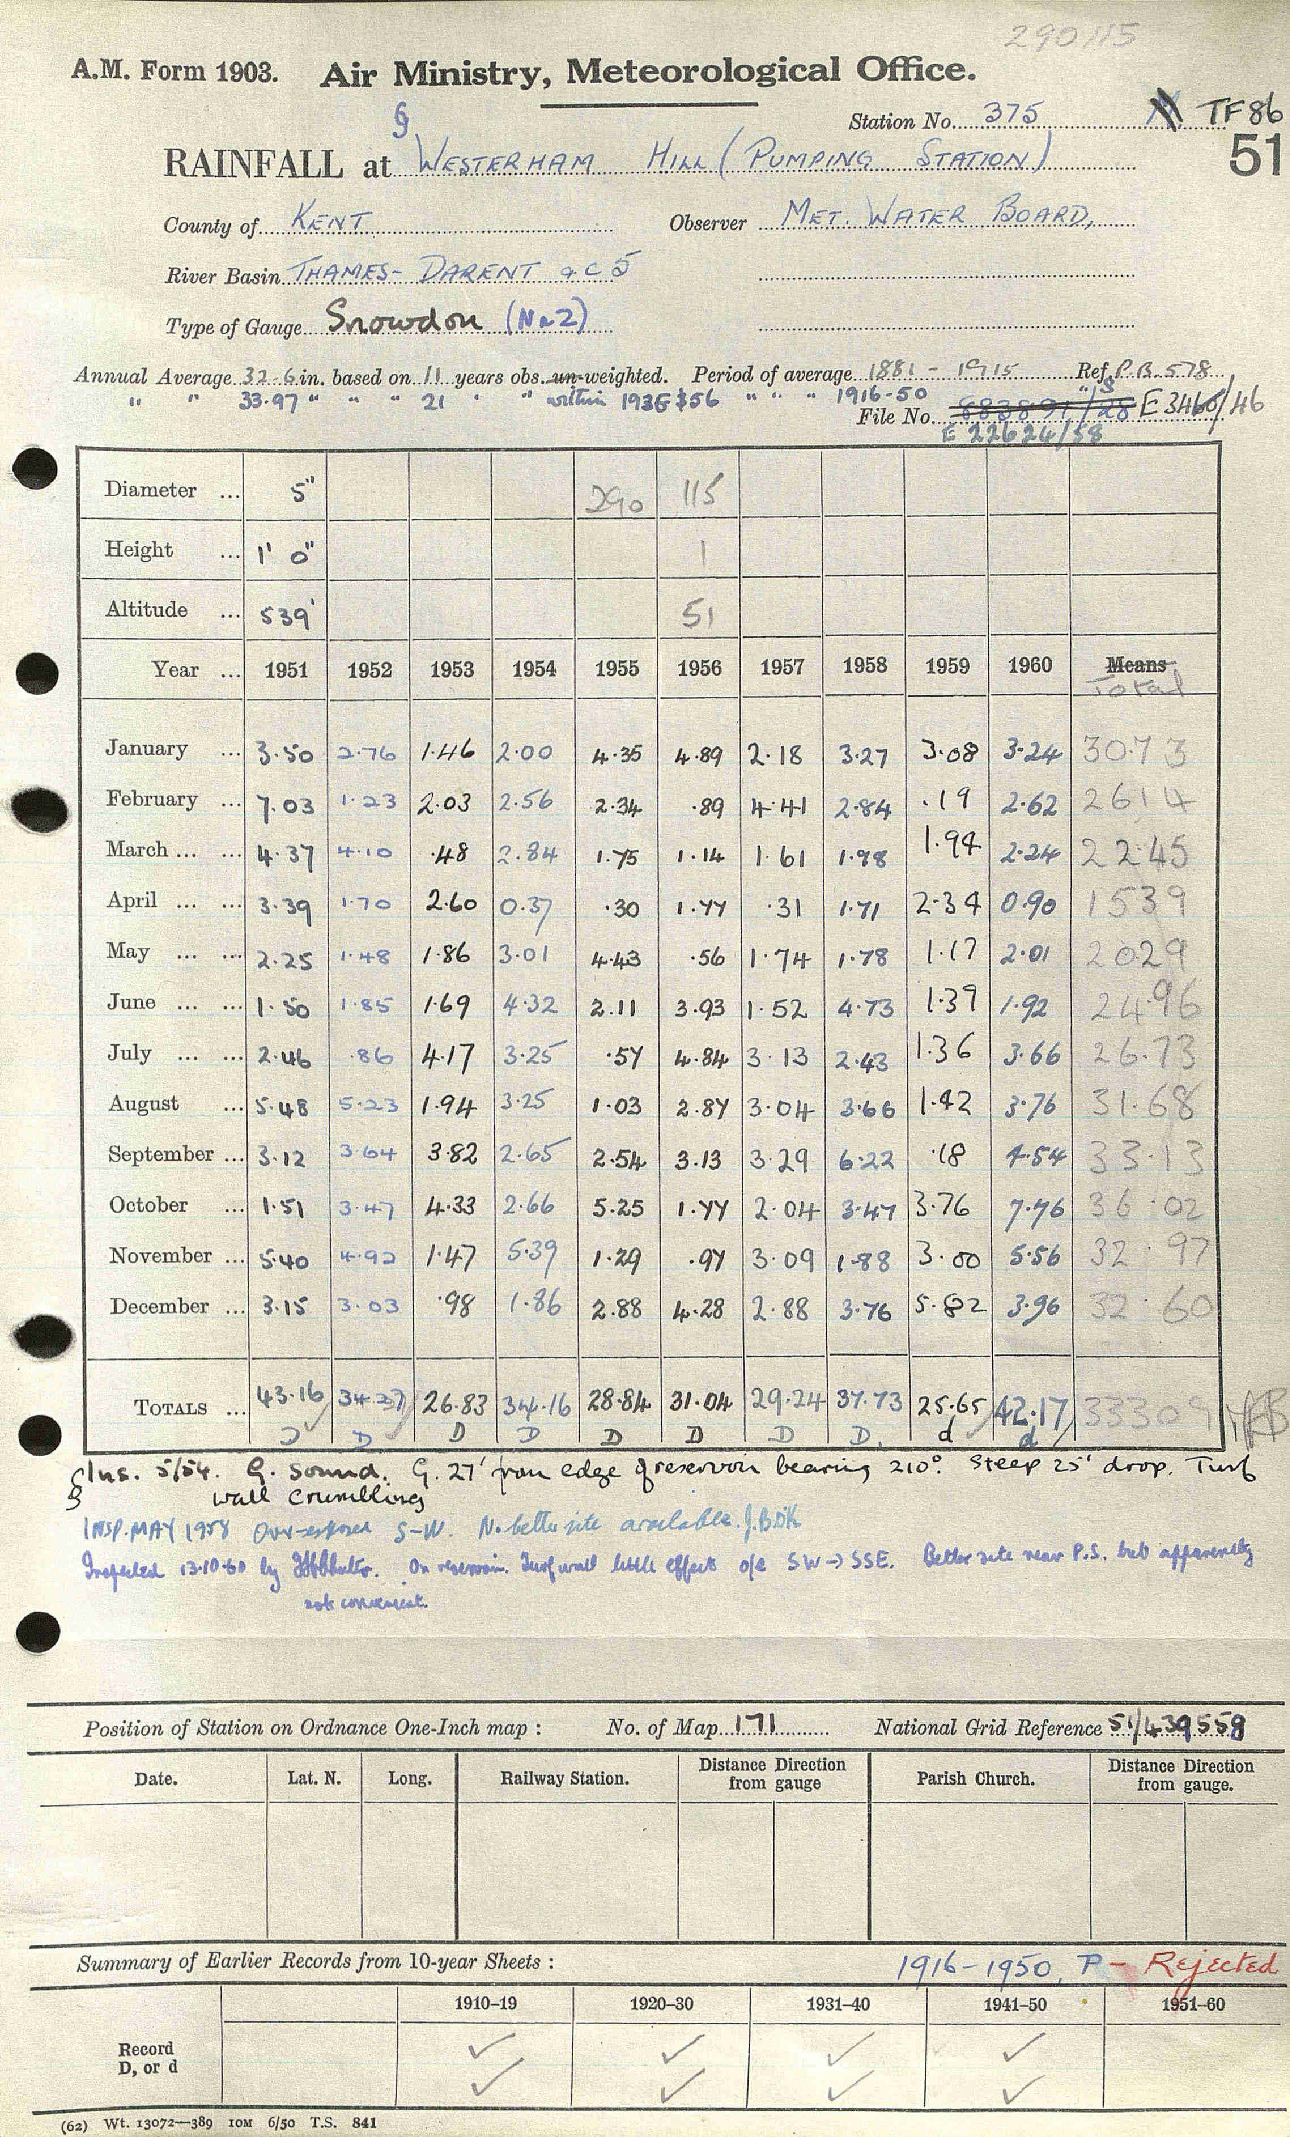 290115
A.M. Form 1903. Air Ministry, Meteorological Office.
Station No. 375 TF 86
§ 51
RAINFALL at WESTERHAM HILL (PUMPING STATION)
County of KENT Observer MET. WATER BOARD,
River Basin THAMES - DARENT & C 5
Type of Gauge Snowdon (No 2)
Annual Average 32.6 in. based on 11 years obs. un-weighted. Period of average 1881 - 1915 Ref. P.B. 578
" " 33.97 " " " 21 " " within 1936 $56 " " " 1916-50
File No. 883891/28 E 3460/46
E 22624/58
Diameter ... 5" 290 115
Height ... 1' 0" 1
Altitude ... 539' 51
Year ... 1951 1952 1953 1954 1955 1956 1957 1958 1959 1960 Means
Total
January ... 3.50 2.76 1.46 2.00 4.35 4.89 2.18 3.27 3.08 3.24 30.73
February ... 7.03 1.23 2.03 2.56 2.34 .89 4.41 2.84 .19 2.62 26.14
March ... ... 4.37 4.10 .48 2.84 1.75 1.14 1.61 1.98 1.94 2.24 22.45
April ... ... 3.39 1.70 2.60 0.37 .30 1.77 .31 1.71 2.34 0.90 15.39
May ... ... 2.25 1.48 1.86 3.01 4.43 .56 1.74 1.78 1.17 2.01 20.29
June ... ... 1.50 1.85 1.69 4.32 2.11 3.93 1.52 4.73 1.39 1.92 24.96
July ... ... 2.46 .86 4.17 3.25 .57 4.84 3.13 2.43 1.36 3.66 26.73
August ... 5.48 5.23 1.94 3.25 1.03 2.87 3.04 3.66 1.42 3.76 31.68
September ... 3.12 3.64 3.82 2.65 2.54 3.13 3.29 6.22 .18 4.54 33.13
October ... 1.51 3.47 4.33 2.66 5.25 1.77 2.04 3.47 3.76 7.76 36.02
November ... 5.40 4.92 1.47 5.39 1.29 .97 3.09 1.88 3.00 5.56 32.97
December ... 3.15 3.03 .98 1.86 2.88 4.28 2.88 3.76 5.82 3.96 32.60
TOTALS ... 43.16 34.27 26.83 34.16 28.84 31.04 29.24 37.73 25.65 42.17 333.09
D D D D D D D D. d d
§ Ins. 5/54. G. Sound. G. 27' from edge of reservoir bearing 210°. Steep 25' drop. Turf
wall crumbling
INSP. MAY 1958 Over-exposed S-W. No better site available. J.B.D.K
Inspected 13.10.60 by On reservoir. Turf wall little effect o/e SW → SSE. Better site near P.S. but apparently
not convenient.
Position of Station on Ordnance One-Inch map : No. of Map 171 National Grid Reference 51/439558
Date. Lat. N. Long. Railway Station. Distance Direction from gauge Parish Church. Distance Direction from gauge.
Summary of Earlier Records from 10-year Sheets : 1916-1950, P - Rejected
1910–19 1920–30 1931–40 1941–50 1951–60
Record ✓ ✓ ✓ ✓
D, or d ✓ ✓ ✓ ✓
(62) Wt. 13072—389 10M 6/50 T.S. 841